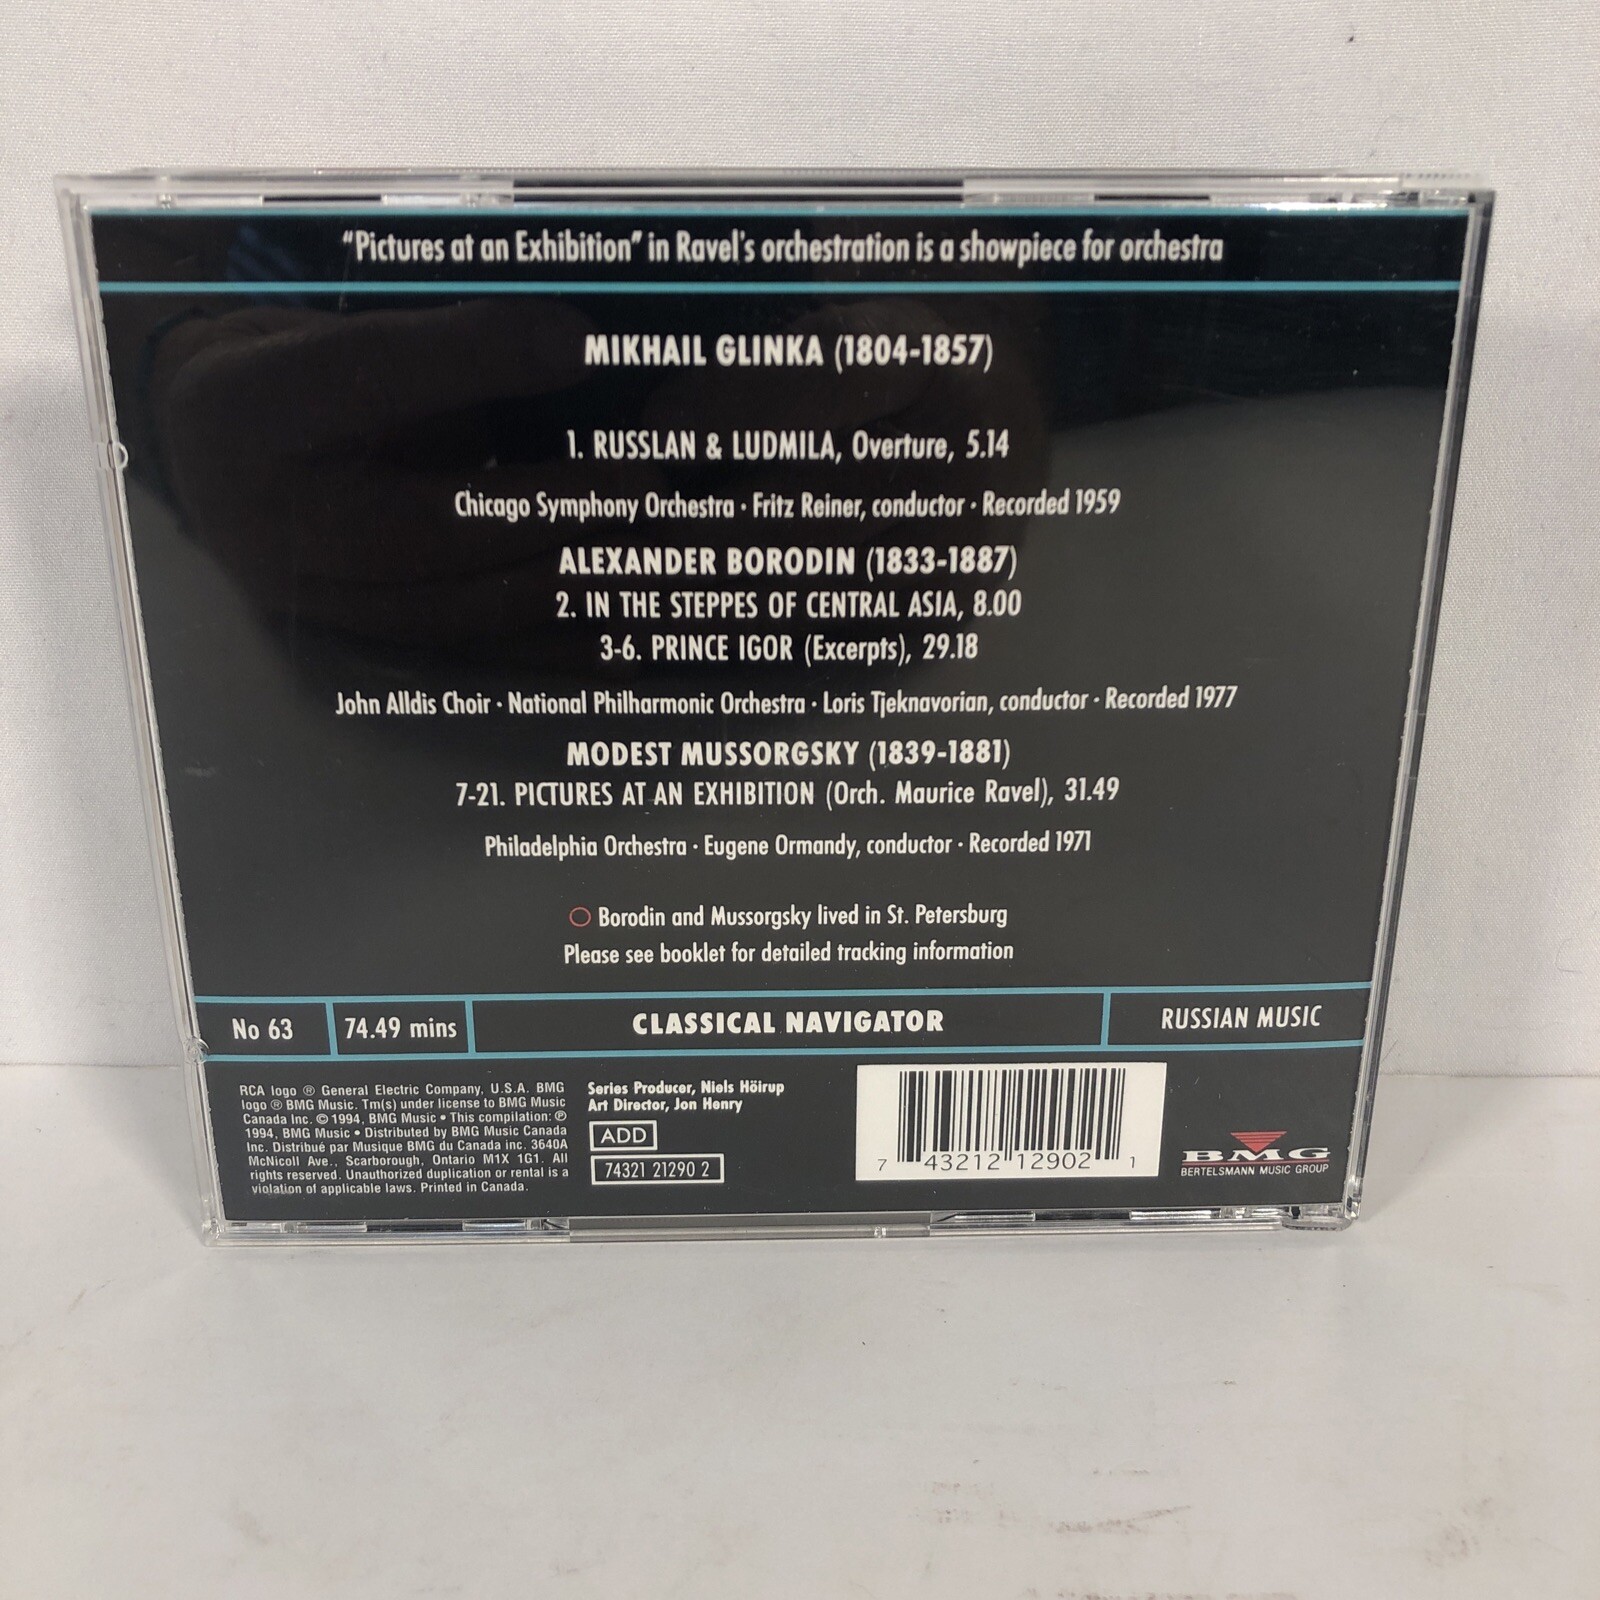 "Pictures at an Exhibition" in Ravel's orchestration is a showpiece for orchestra
MIKHAIL GLINKA (1804-1857)
1. RUSSLAN & LUDMILA, Overture, 5.14
Chicago Symphony Orchestra · Fritz Reiner, conductor · Recorded 1959
ALEXANDER BORODIN (1833-1887)
2. IN THE STEPPES OF CENTRAL ASIA, 8.00
3-6. PRINCE IGOR (Excerpts), 29.18
John Alldis Choir · National Philharmonic Orchestra · Loris Tjeknavorian, conductor · Recorded 1977
MODEST MUSSORGSKY (1839-1881)
7-21. PICTURES AT AN EXHIBITION (Orch. Maurice Ravel), 31.49
Philadelphia Orchestra · Eugene Ormandy, conductor · Recorded 1971
Borodin and Mussorgsky lived in St. Petersburg
Please see booklet for detailed tracking information
No 63
74.49 mins
CLASSICAL NAVIGATOR
RUSSIAN MUSIC
RCA logo ® General Electric Company, U.S.A. BMG
logo ® BMG Music. Tm(s) under license to BMG Music
Canada Inc. © 1994, BMG Music • This compilation: ℗
1994, BMG Music • Distributed by BMG Music Canada
Inc. Distribué par Musique BMG du Canada inc. 3640A
McNicoll Ave., Scarborough, Ontario M1X 1G1. All
rights reserved. Unauthorized duplication or rental is a
violation of applicable laws. Printed in Canada.
Series Producer, Niels Höirup
Art Director, Jon Henry
ADD
74321 21290 2
7 43212 12902 1
BMG
BERTELSMANN MUSIC GROUP